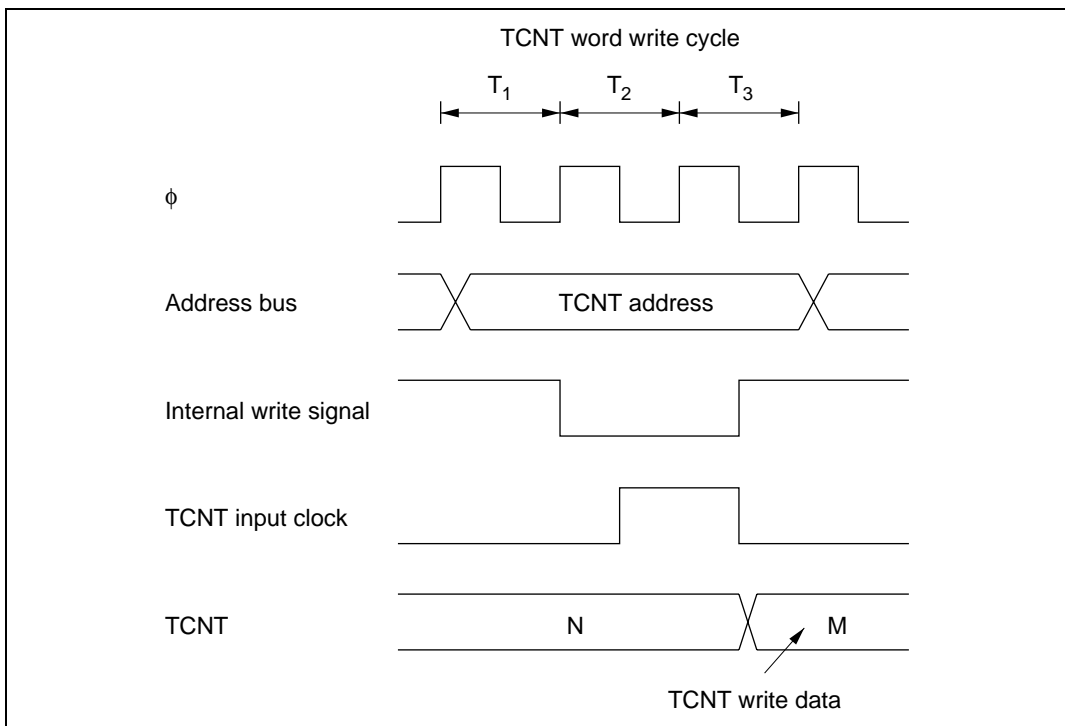 TCNT word write cycle
T1 T2 T3
ϕ
Address bus TCNT address
Internal write signal
TCNT input clock
TCNT N M
TCNT write data